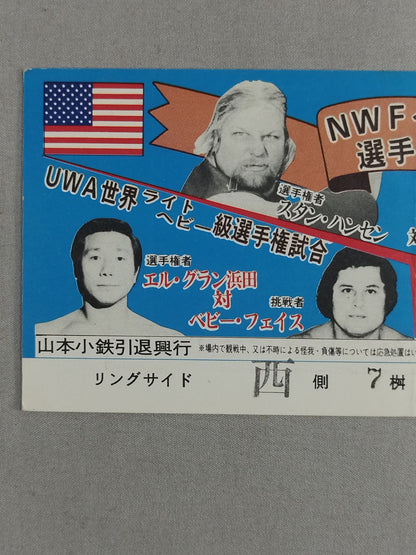 NWF
選手
選手権者
スタン・ハンセン
UWA世界ライトヘビー級選手権試合
選手権者
エル・グラン浜田
対
挑戦者
ベビー・フェイス
山本小鉄引退興行 ※場内で観戦中、又は不時による怪我・負傷等については応急処置はい
リングサイド 西 側 7 桝